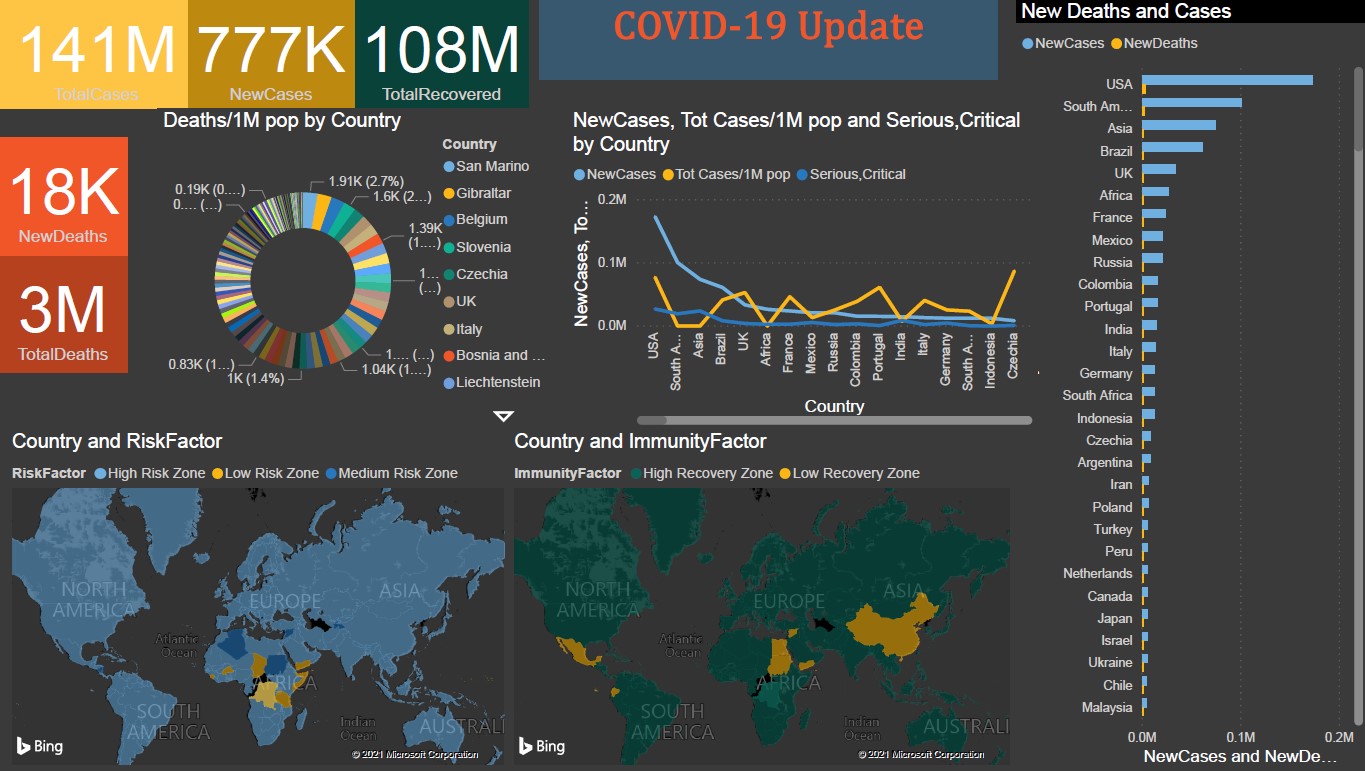 141M
TotalCases
777K
NewCases
108M
TotalRecovered
COVID-19 Update
18K
NewDeaths
3M
TotalDeaths
Deaths/1M pop by Country
0.19K (0....)
0.... (...)
1.91K (2.7%)
1.6K (2...)
1.39K
(1....)
1...
(...)
1.... (...)
1.04K (1....)
1K (1.4%)
0.83K (1...)
Country
San Marino
Gibraltar
Belgium
Slovenia
Czechia
UK
Italy
Bosnia and ...
Liechtenstein
NewCases, Tot Cases/1M pop and Serious,Critical
by Country
NewCases Tot Cases/1M pop Serious,Critical
NewCases, To...
0.2M
0.1M
0.0M
USA
South A...
Asia
Brazil
UK
Africa
France
Mexico
Russia
Colombia
Portugal
India
Italy
Germany
South A...
Indonesia
Czechia
Country
New Deaths and Cases
NewCases NewDeaths
USA
South Am...
Asia
Brazil
UK
Africa
France
Mexico
Russia
Colombia
Portugal
India
Italy
Germany
South Africa
Indonesia
Czechia
Argentina
Iran
Poland
Turkey
Peru
Netherlands
Canada
Japan
Israel
Ukraine
Chile
Malaysia
0.0M 0.1M 0.2M
NewCases and NewDe...
Country and RiskFactor
RiskFactor High Risk Zone Low Risk Zone Medium Risk Zone
NORTH
AMERICA
EUROPE
ASIA
Atlantic
Ocean
AFRICA
SOUTH
AMERICA
Indian
Ocean
AUSTRALI
Bing
© 2021 Microsoft Corporation
Country and ImmunityFactor
ImmunityFactor High Recovery Zone Low Recovery Zone
NORTH
AMERICA
EUROPE
ASIA
Atlantic
Ocean
AFRICA
SOUTH
AMERICA
Indian
Ocean
AUSTRALI
Bing
© 2021 Microsoft Corporation